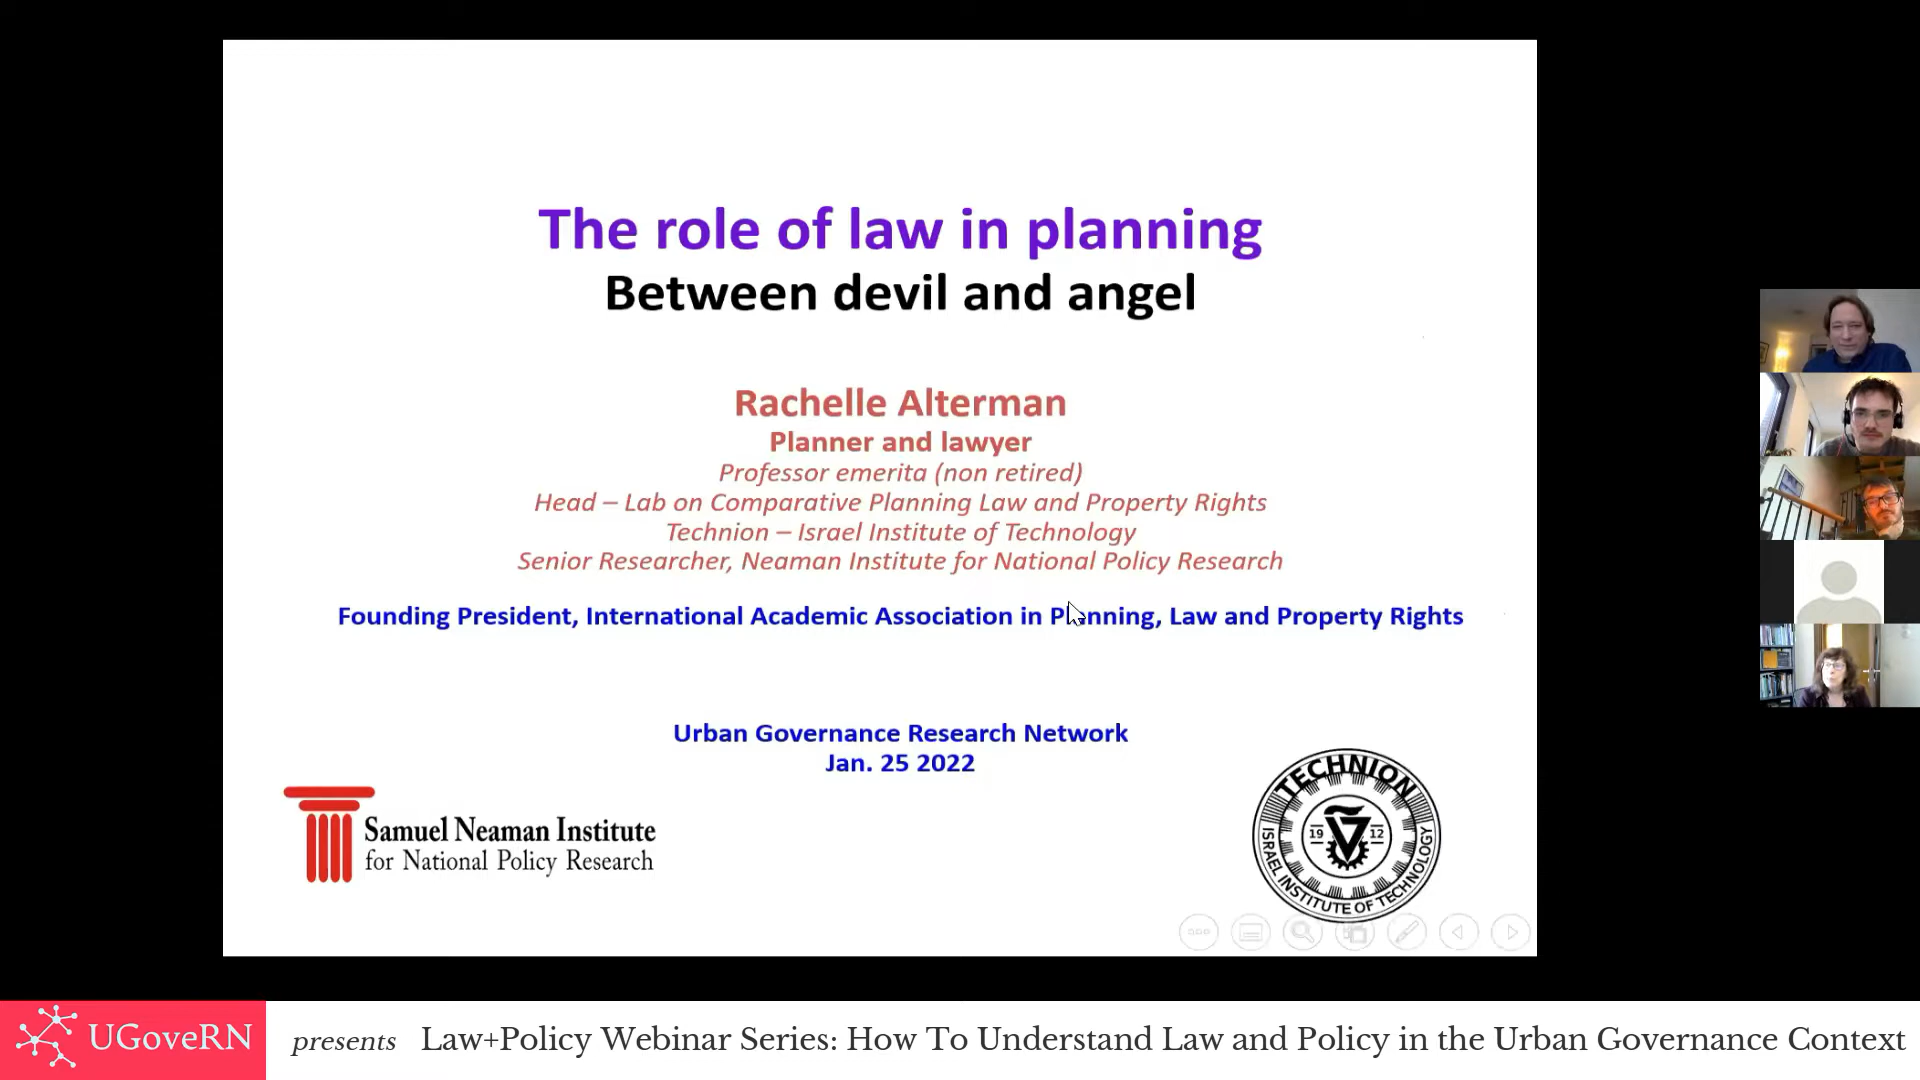 The role of law in planning
Between devil and angel
Rachelle Alterman
Planner and lawyer
Professor emerita (non retired)
Head – Lab on Comparative Planning Law and Property Rights
Technion – Israel Institute of Technology
Senior Researcher, Neaman Institute for National Policy Research
Founding President, International Academic Association in Planning, Law and Property Rights
Urban Governance Research Network
Jan. 25 2022
Samuel Neaman Institute
for National Policy Research
TECHNION
19 12
ISRAEL INSTITUTE OF TECHNOLOGY
UGoveRN
presents Law+Policy Webinar Series: How To Understand Law and Policy in the Urban Governance Context